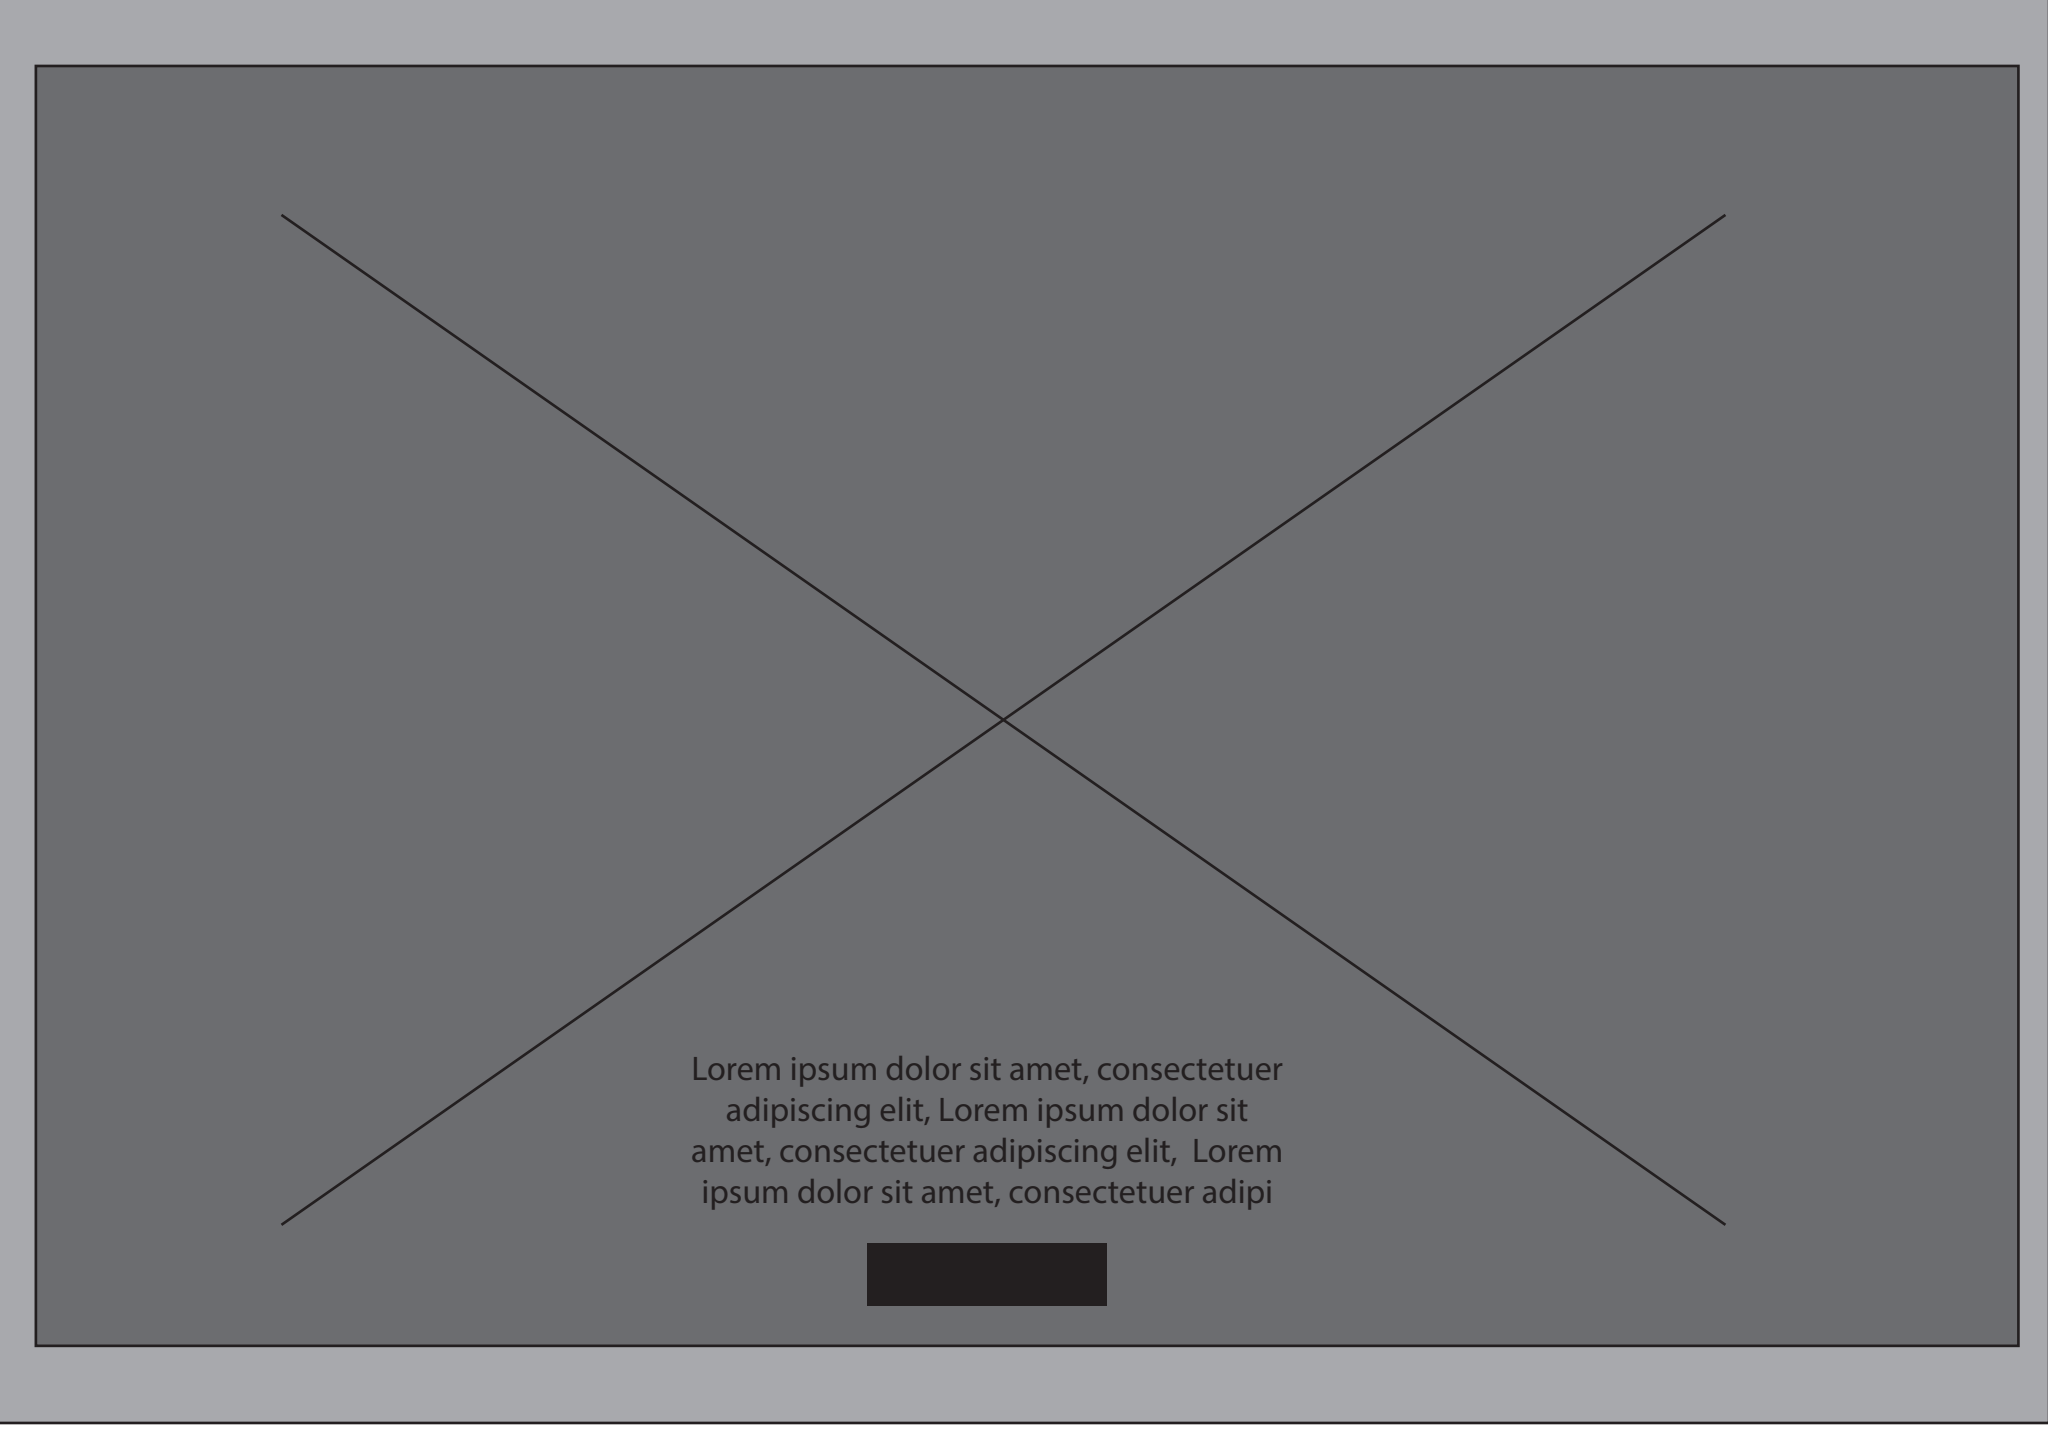 Lorem ipsum dolor sit amet, consectetuer
adipiscing elit, Lorem ipsum dolor sit
amet, consectetuer adipiscing elit,  Lorem
ipsum dolor sit amet, consectetuer adipi